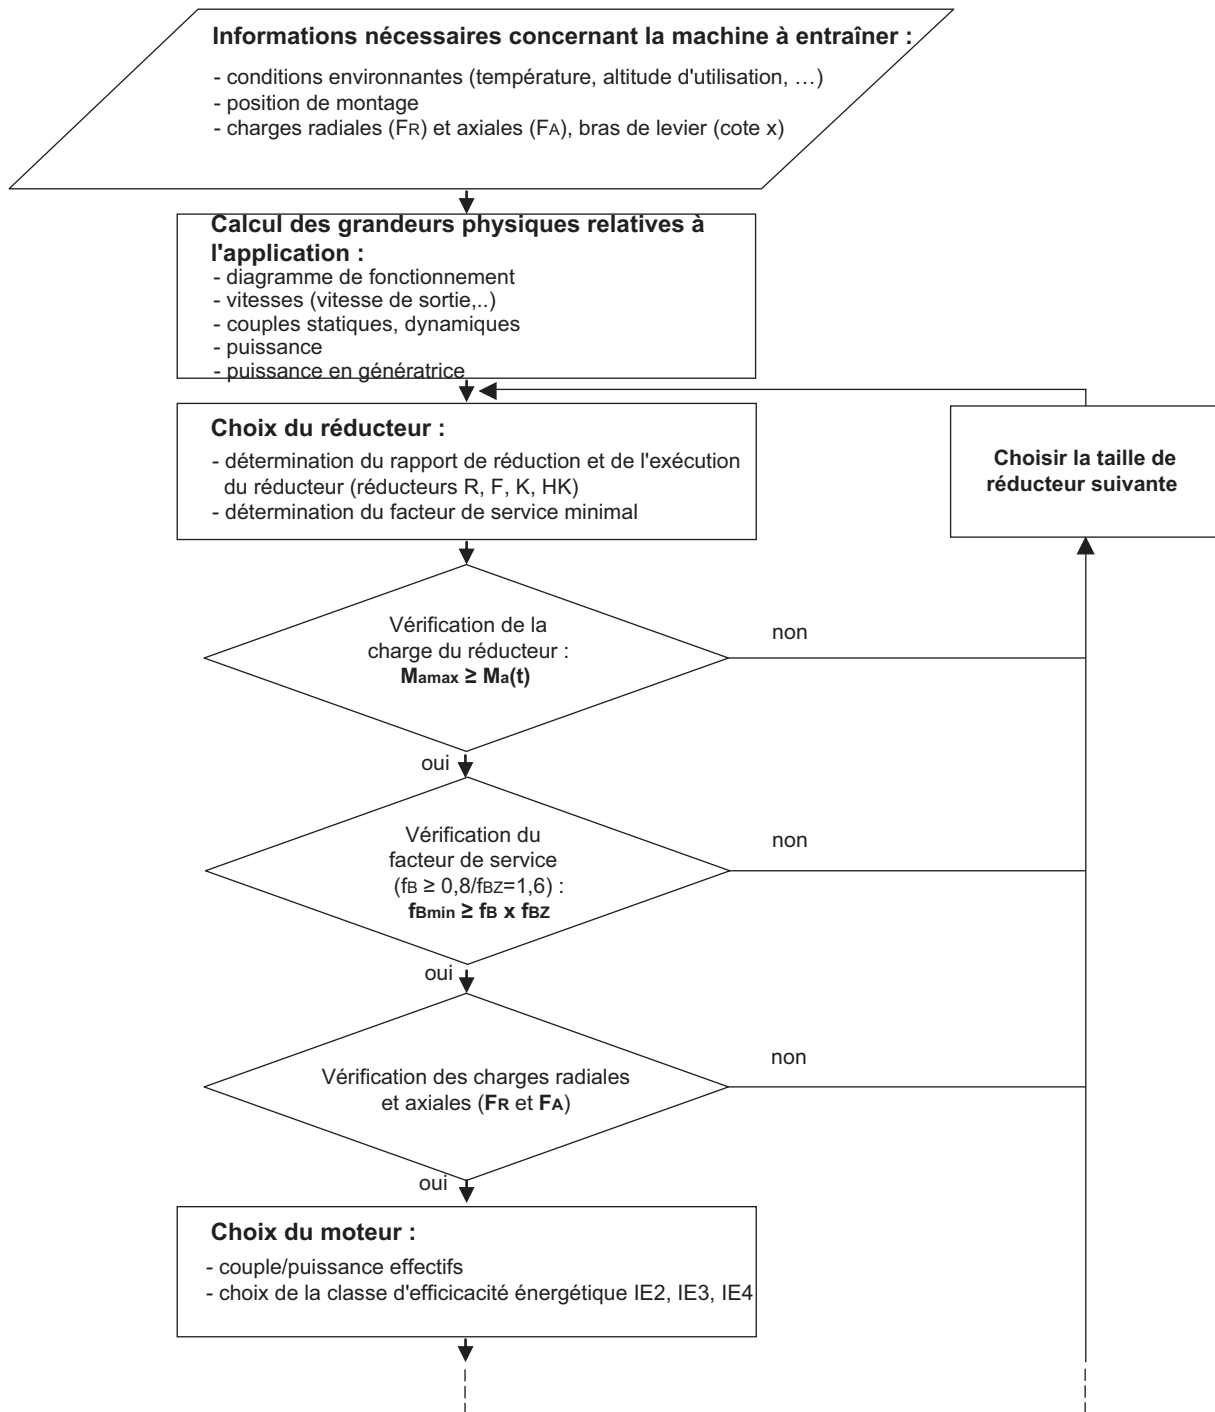 Informations nécessaires concernant la machine à entraîner :
- conditions environnantes (température, altitude d'utilisation, …)
- position de montage
- charges radiales (FR) et axiales (FA), bras de levier (cote x)
Calcul des grandeurs physiques relatives à
l'application :
- diagramme de fonctionnement
- vitesses (vitesse de sortie,..)
- couples statiques, dynamiques
- puissance
- puissance en génératrice
Choix du réducteur :
- détermination du rapport de réduction et de l'exécution
du réducteur (réducteurs R, F, K, HK)
- détermination du facteur de service minimal
Choisir la taille de
réducteur suivante
Vérification de la
charge du réducteur :
Mamax ≥ Ma(t)
non
oui
Vérification du
facteur de service
(fB ≥ 0,8/fBZ=1,6) :
fBmin ≥ fB x fBZ
non
oui
Vérification des charges radiales
et axiales (FR et FA)
non
oui
Choix du moteur :
- couple/puissance effectifs
- choix de la classe d'efficicacité énergétique IE2, IE3, IE4